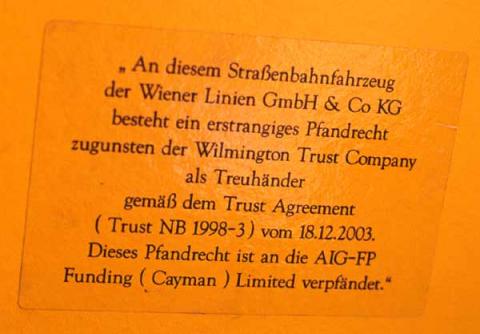 „ An diesem Straßenbahnfahrzeug
der Wiener Linien GmbH & Co KG
besteht ein erstrangiges Pfandrecht
zugunsten der Wilmington Trust Company
als Treuhänder
gemäß dem Trust Agreement
( Trust NB 1998-3 ) vom 18.12.2003.
Dieses Pfandrecht ist an die AIG-FP
Funding ( Cayman ) Limited verpfändet.“